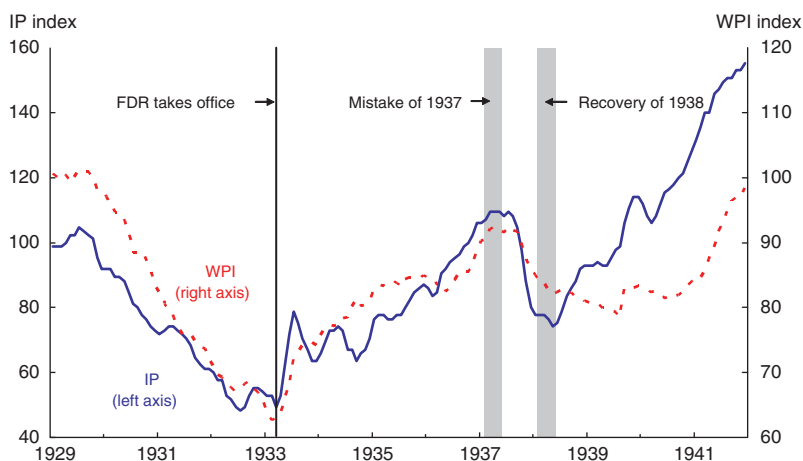 IP index
WPI index
160
140
120
100
80
60
40
120
110
100
90
80
70
60
FDR takes office
Mistake of 1937
Recovery of 1938
WPI
(right axis)
IP
(left axis)
1929
1931
1933
1935
1937
1939
1941